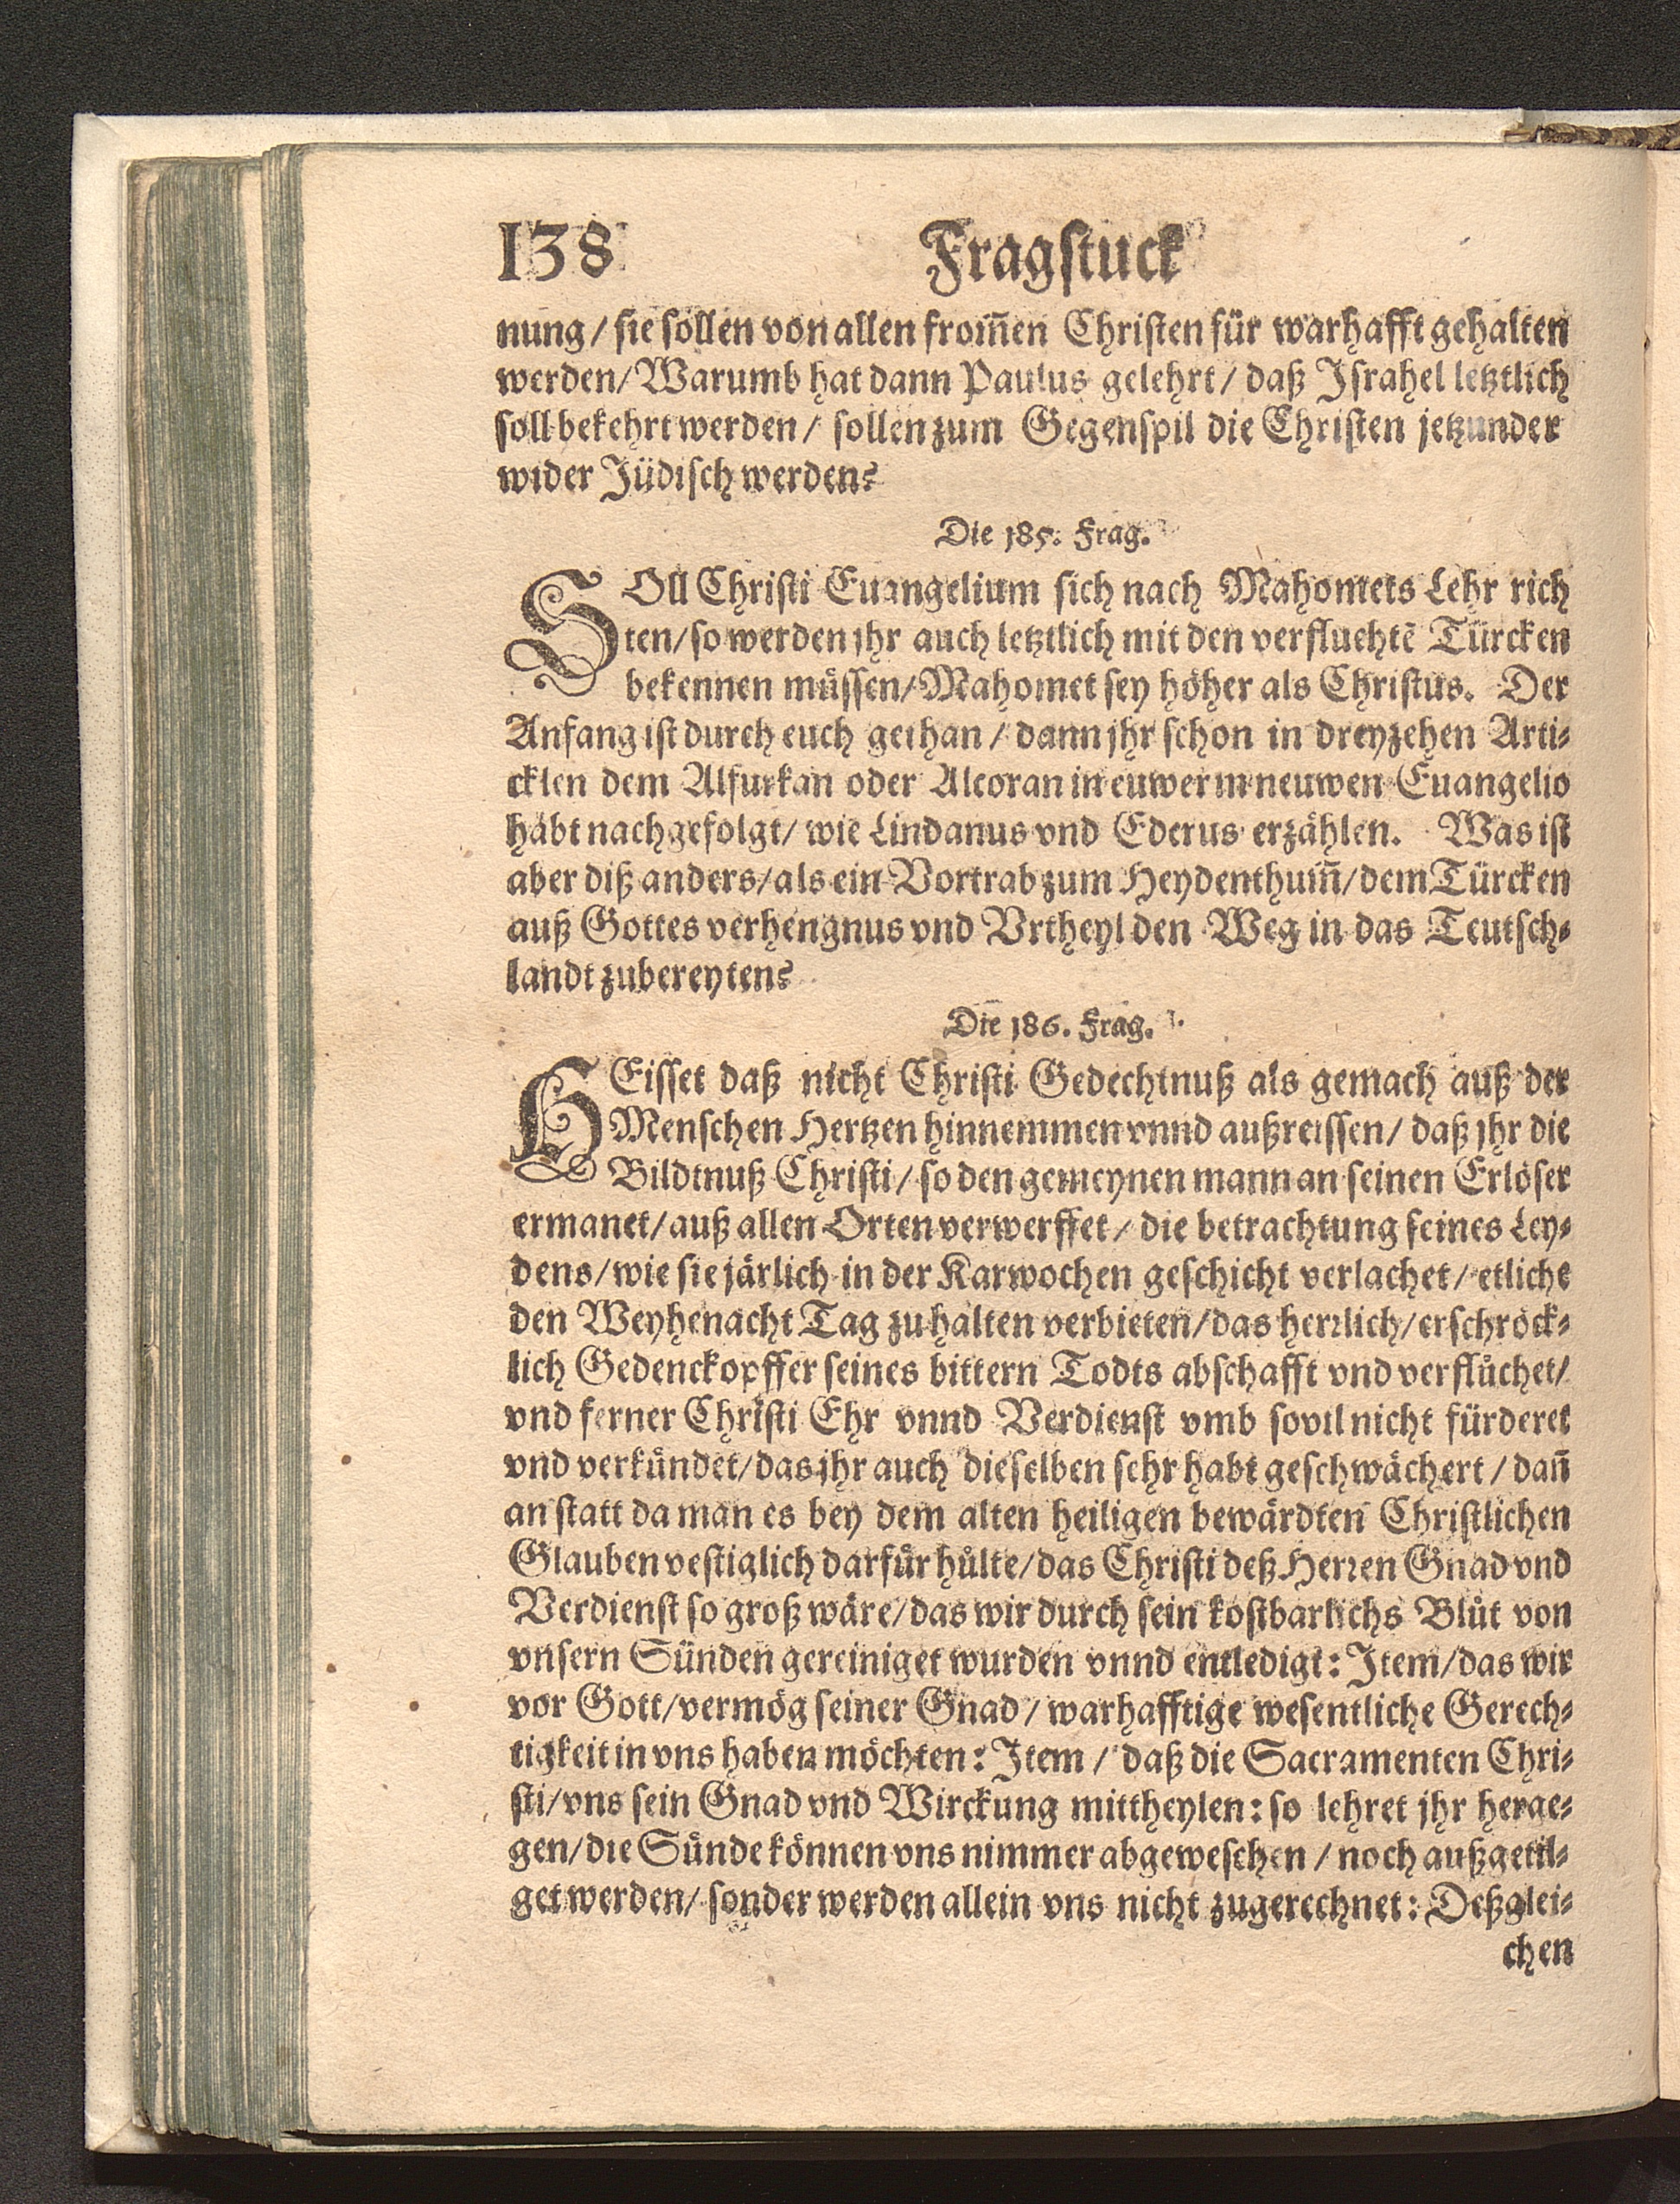 138 Fragstuck
nung / sie sollen von allen from̃en Christen für warhafft gehalten
werden / Warumb hat dann Paulus gelehrt / daß Israhel letztlich
soll bekehrt werden / sollen zum Gegenspil die Christen jetzunder
wider Jüdisch werden?
Die 185. Frag.
SOll Christi Euangelium sich nach Mahomets Lehr rich
ten / so werden jhr auch letztlich mit den verfluchtē Türcken
bekennen müssen / Mahomet sey höher als Christus. Der
Anfang ist durch euch gethan / dann jhr schon in dreyzehen Arti⸗
cklen dem Alfurkan oder Alcoran in euwerm neuwen Euangelio
habt nachgefolgt / wie Lindanus vnd Ederus erzählen. Was ist
aber diß anders / als ein Vortrab zum Heydenthum̃ / dem Türcken
auß Gottes verhengnus vnd Vrtheyl den Weg in das Teutsch⸗
landt zubereyten?
Die 186. Frag.
HEisset daß nicht Christi Gedechtnuß als gemach auß der
Menschen Hertzen hinnemmen vnnd außreissen / daß jhr die
Bildtnuß Christi / so den gemeynen mann an seinen Erlöser
ermanet / auß allen Orten verwerffet / die betrachtung seines Ley⸗
dens / wie sie järlich in der Karwochen geschicht verlachet / etliche
den Weyhenacht Tag zu halten verbieten / das herrlich / erschröck⸗
lich Gedenckopffer seines bittern Todts abschafft vnd verflůchet /
vnd ferner Christi Ehr vnnd Verdienst vmb sovil nicht fürderet
vnd verkündet / das jhr auch dieselben sehr habt geschwächert / dañ
an statt da man es bey dem alten heiligen bewärdten Christlichen
Glauben vestiglich darfür hülte / das Christi deß Herren Gnad vnd
Verdienst so groß wäre / das wir durch sein kostbarlichs Blůt von
vnsern Sünden gereiniget wurden vnnd entledigt: Item / das wir
vor Gott / vermög seiner Gnad / warhafftige wesentliche Gerech⸗
tigkeit in vns haben möchten: Item / daß die Sacramenten Chri⸗
sti / vns sein Gnad vnd Wirckung mittheylen: so lehret jhr herge⸗
gen / die Sünde können vns nimmer abgeweschen / noch außgetil⸗
get werden / sonder werden allein vns nicht zugerechnet: Deßglei⸗
chen